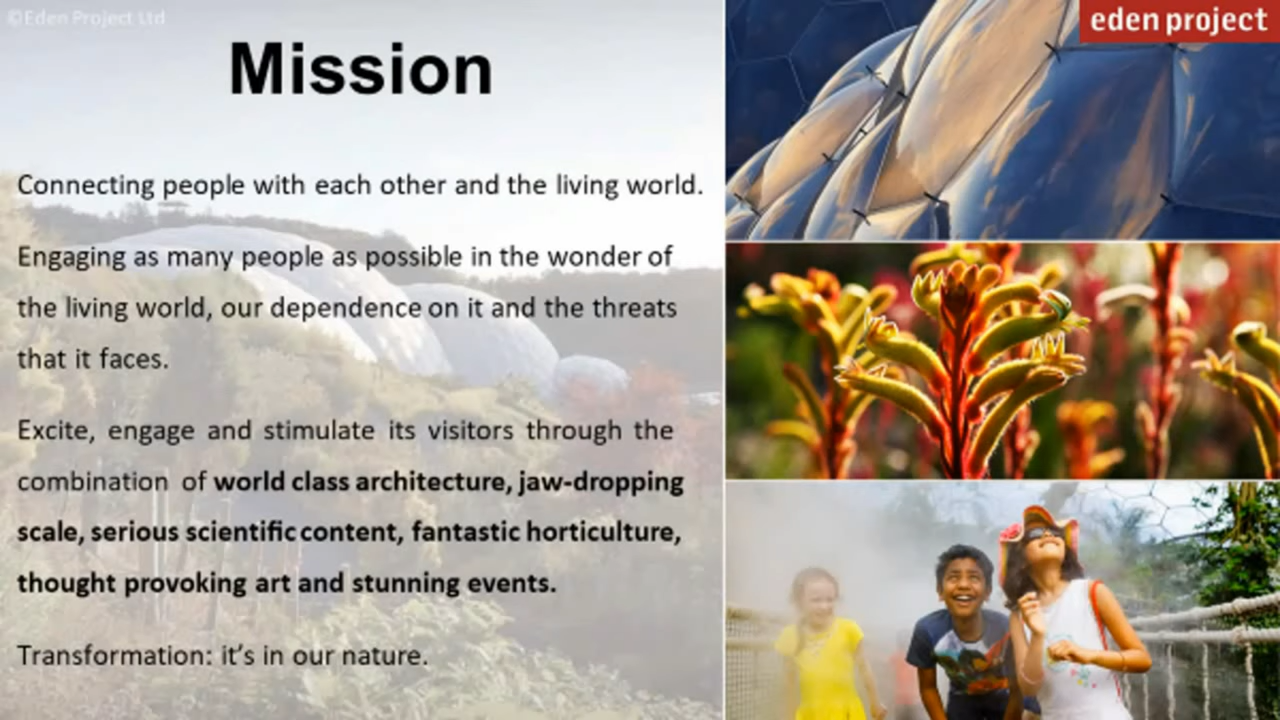 ©Eden Project Ltd
eden project
Mission
Connecting people with each other and the living world.
Engaging as many people as possible in the wonder of
the living world, our dependence on it and the threats
that it faces.
Excite, engage and stimulate its visitors through the
combination of world class architecture, jaw-dropping
scale, serious scientific content, fantastic horticulture,
thought provoking art and stunning events.
Transformation: it’s in our nature.